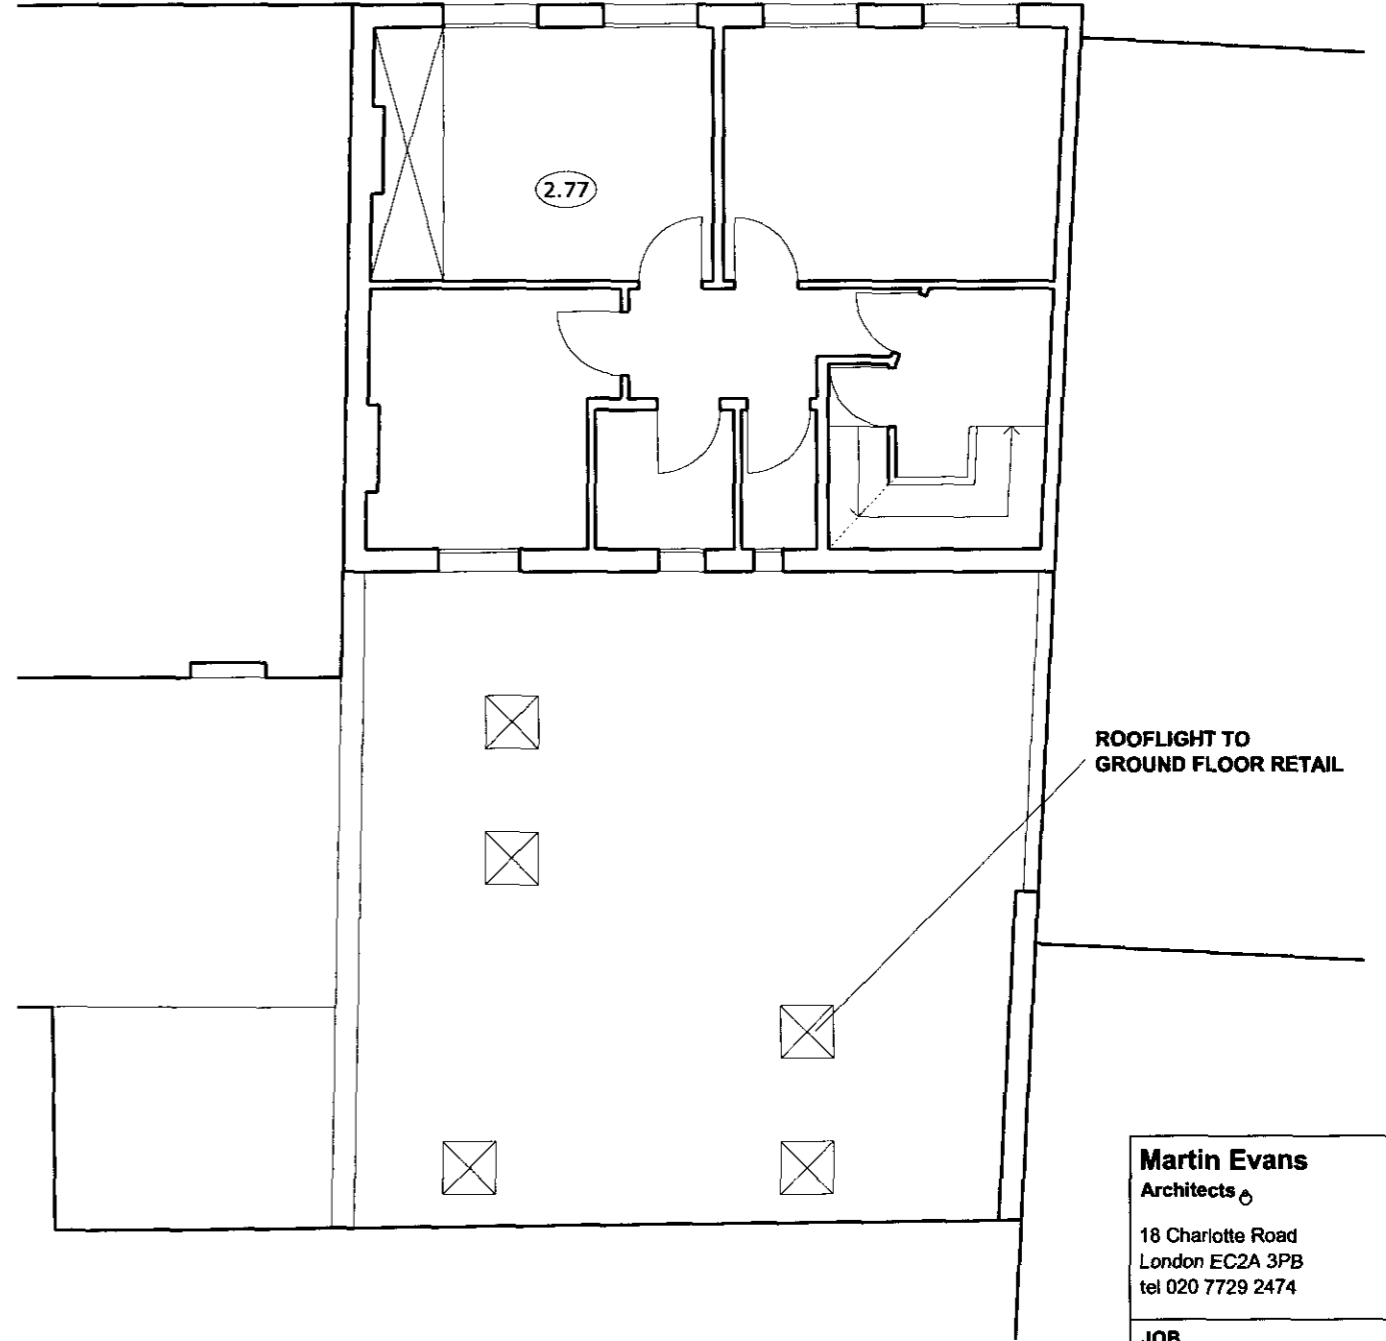 2.77
ROOFLIGHT TO
GROUND FLOOR RETAIL
Martin Evans
Architects
18 Charlotte Road
London EC2A 3PB
tel 020 7729 2474
JOB